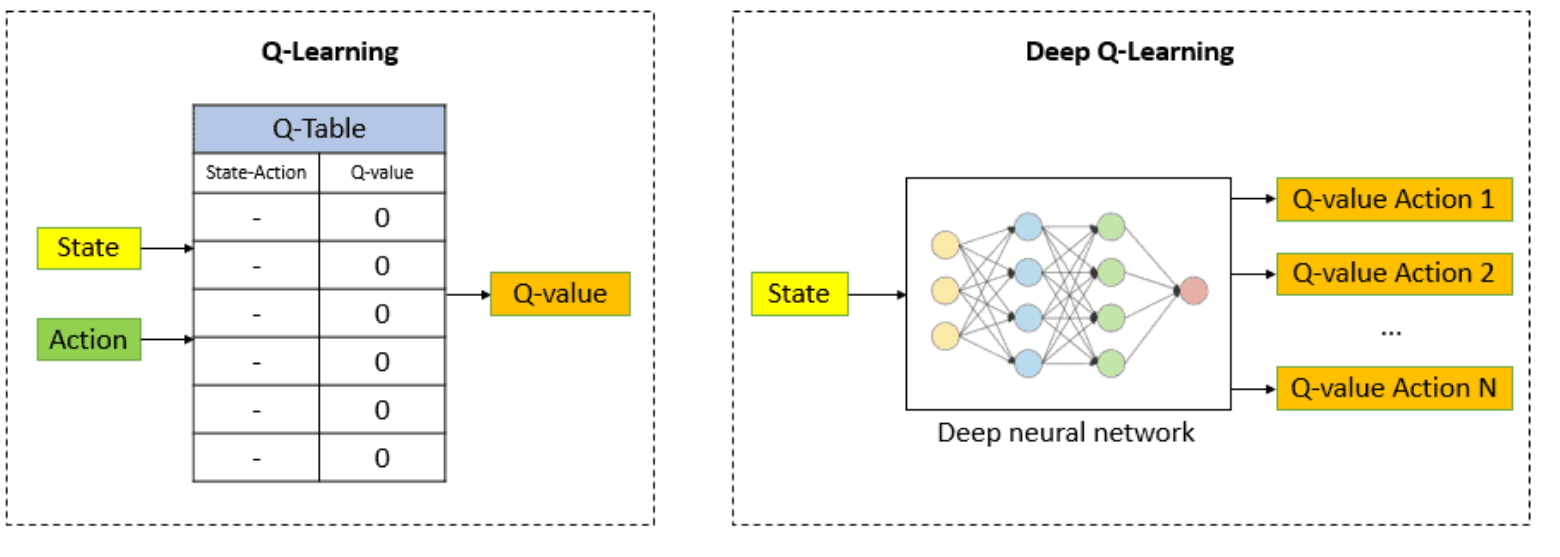 Q-Learning
Q-Table
State-Action Q-value
- 0
- 0
- 0
- 0
- 0
- 0
State
Action
Q-value
Deep Q-Learning
State
Deep neural network
Q-value Action 1
Q-value Action 2
...
Q-value Action N